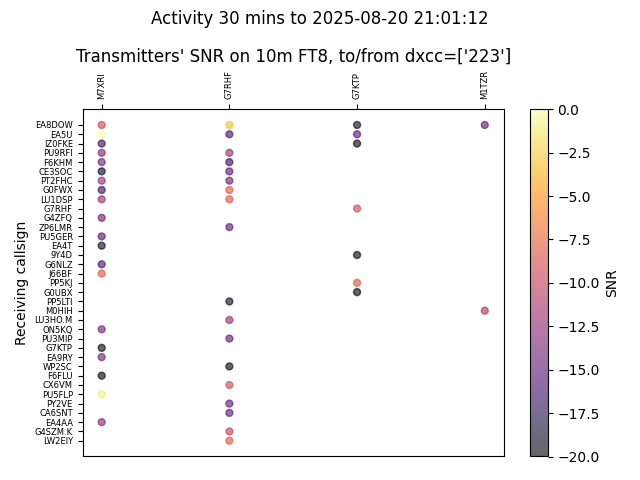 Activity 30 mins to 2025-08-20 21:01:12
Transmitters' SNR on 10m FT8, to/from dxcc=['223']
M7XRI
G7RHF
G7KTP
M1TZR
Receiving callsign
EA8DOW
EA5U
IZ0FKE
PU9RFI
F6KHM
CE3SOC
PT2FHC
G0FWX
LU1DSP
G7RHF
G4ZFQ
ZP6LMR
PU5GER
EA4T
9Y4D
G6NLZ
J66BF
PP5KJ
G0UBX
PP5LTI
M0HIH
LU3HO.M
ON5KQ
PU3MIP
G7KTP
EA9RY
WP2SC
F6FLU
CX6VM
PU5FLP
PY2VE
CA6SNT
EA4AA
G4SZM.K
LW2EIY
0.0
−2.5
−5.0
−7.5
−10.0
−12.5
−15.0
−17.5
−20.0
SNR